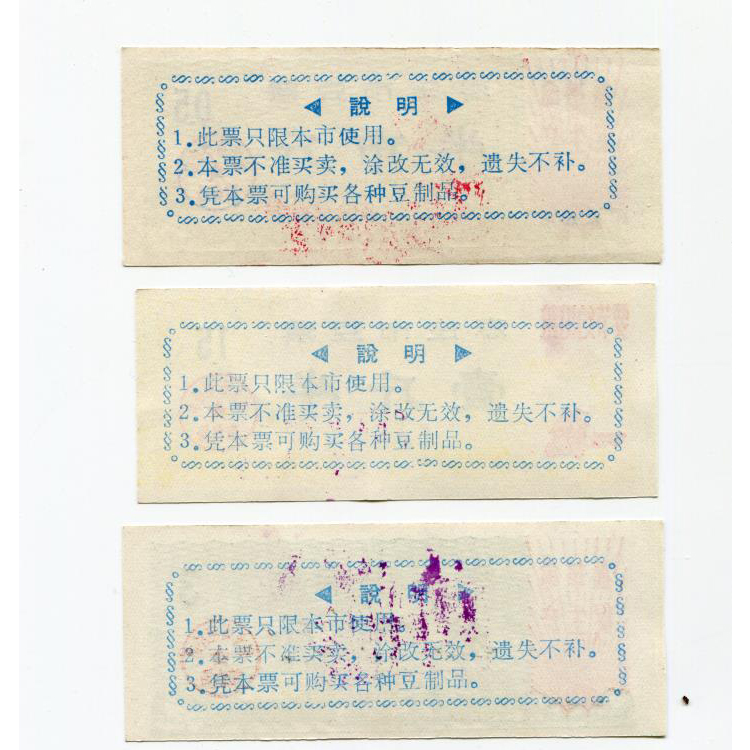 ◀ 說 明 ▶
1.此票只限本市使用。
2.本票不准买卖，涂改无效，遗失不补。
3.凭本票可购买各种豆制品。
◀ 說 明 ▶
1.此票只限本市使用。
2.本票不准买卖，涂改无效，遗失不补。
3.凭本票可购买各种豆制品。
◀ 說 明 ▶
1.此票只限本市使用。
2.本票不准买卖，涂改无效，遗失不补。
3.凭本票可购买各种豆制品。